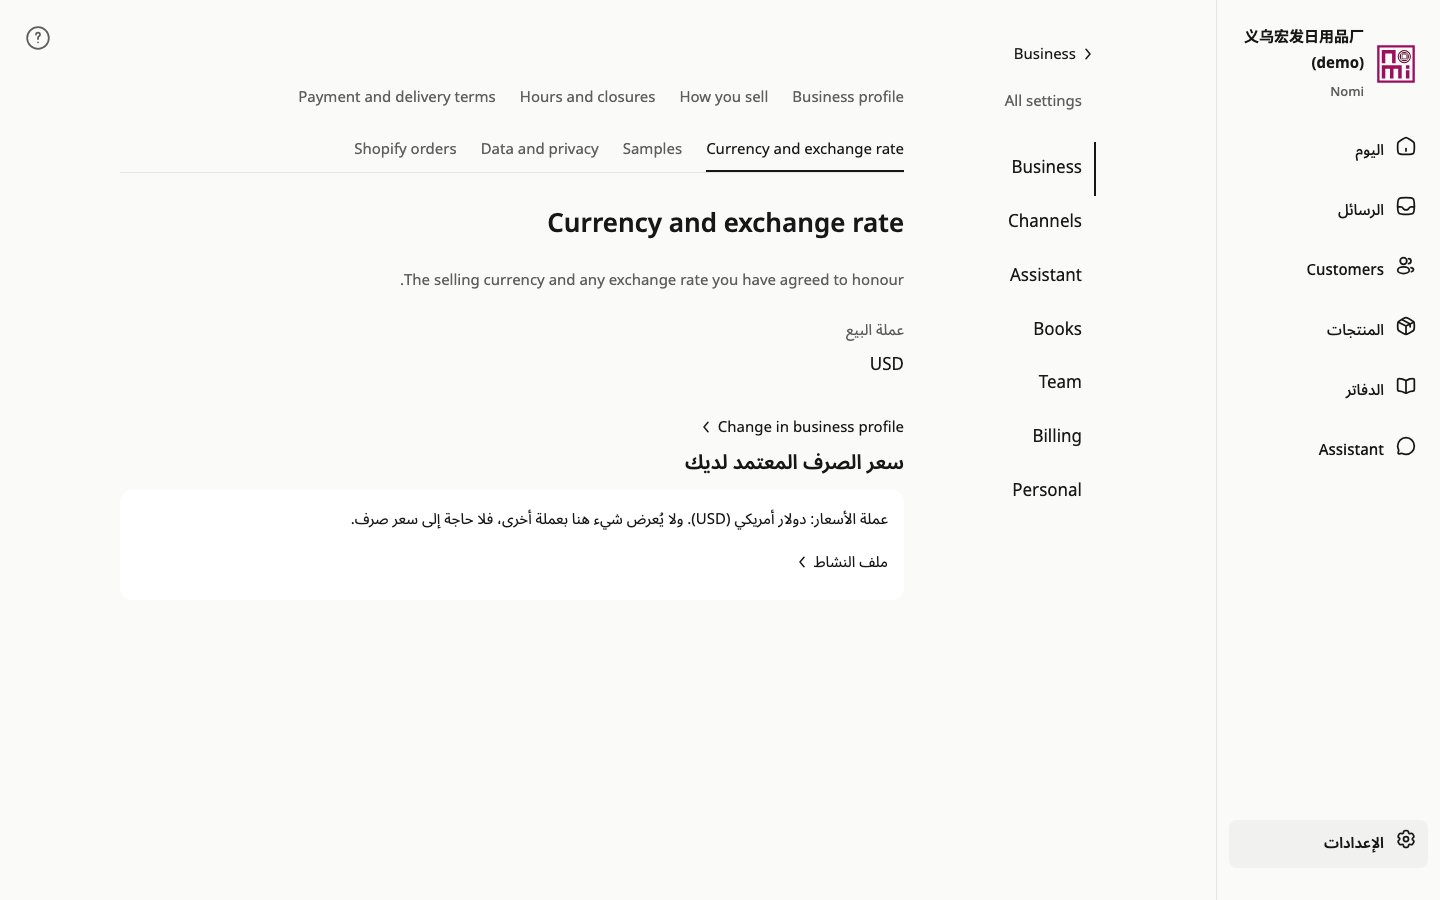 义乌宏发日用品厂
(demo)
Nomi
اليوم
الرسائل
Customers
المنتجات
الدفاتر
Assistant
الإعدادات
Business
All settings
Business
Channels
Assistant
Books
Team
Billing
Personal
Business profile
How you sell
Hours and closures
Payment and delivery terms
Currency and exchange rate
Samples
Data and privacy
Shopify orders
Currency and exchange rate
The selling currency and any exchange rate you have agreed to honour.
عملة البيع
USD
Change in business profile
سعر الصرف المعتمد لديك
عملة الأسعار: دولار أمريكي (USD). ولا يُعرض شيء هنا بعملة أخرى، فلا حاجة إلى سعر صرف.
ملف النشاط